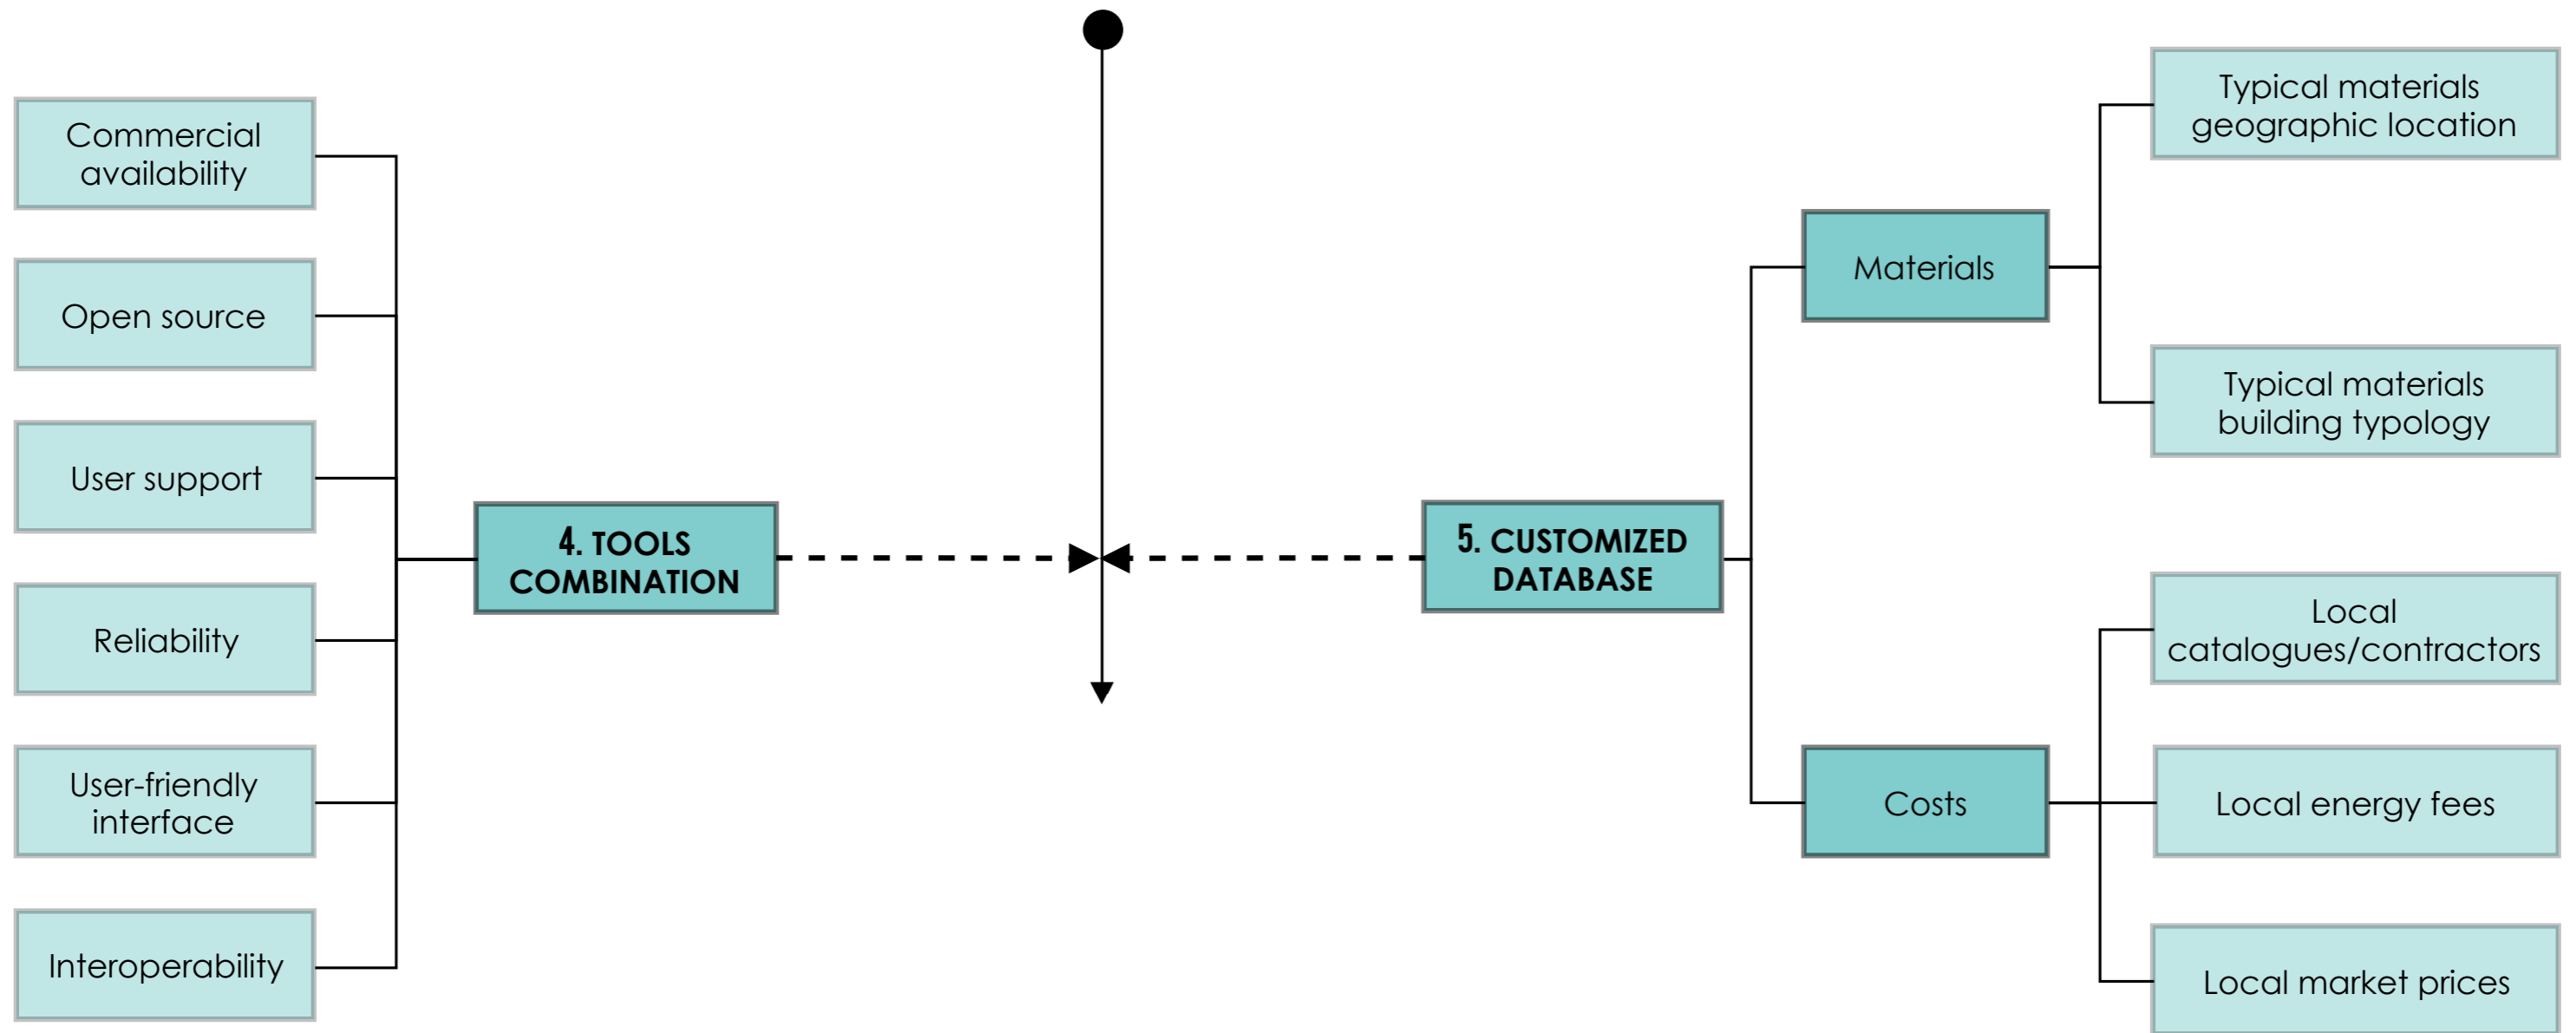 Commercial
availability
Open source
User support
Reliability
User-friendly
interface
Interoperability
4. TOOLS
COMBINATION
5. CUSTOMIZED
DATABASE
Materials
Costs
Typical materials
geographic location
Typical materials
building typology
Local
catalogues/contractors
Local energy fees
Local market prices